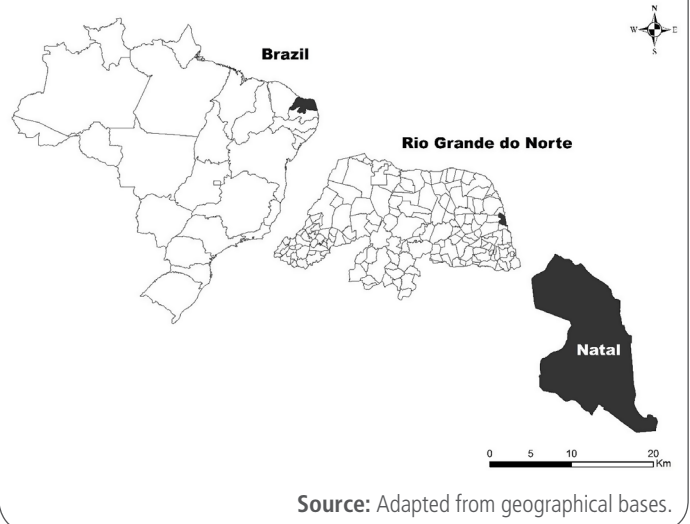 N
W E
S
Brazil
Rio Grande do Norte
Natal
0 5 10 20
Km
Source: Adapted from geographical bases.